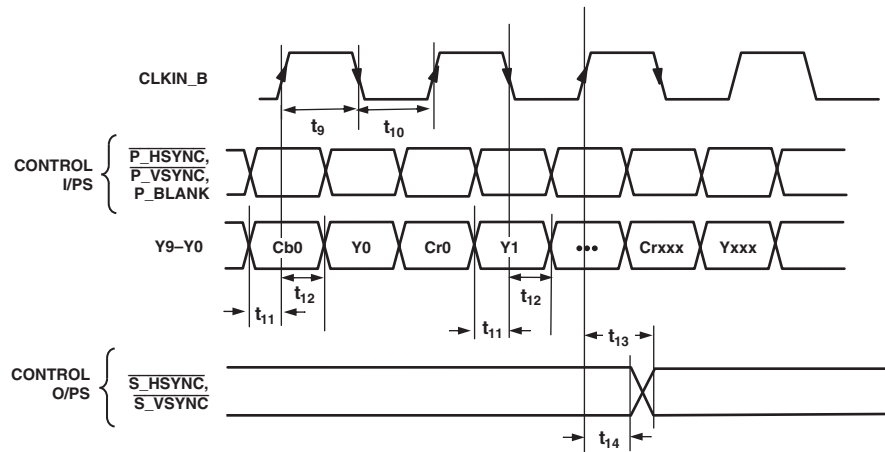 CLKIN_B
t9
t10
CONTROL
I/PS
P_HSYNC,
P_VSYNC,
P_BLANK
Y9–Y0
Cb0
Y0
Cr0
Y1
•••
Crxxx
Yxxx
t12
t12
t11
t11
t13
CONTROL
O/PS
S_HSYNC,
S_VSYNC
t14